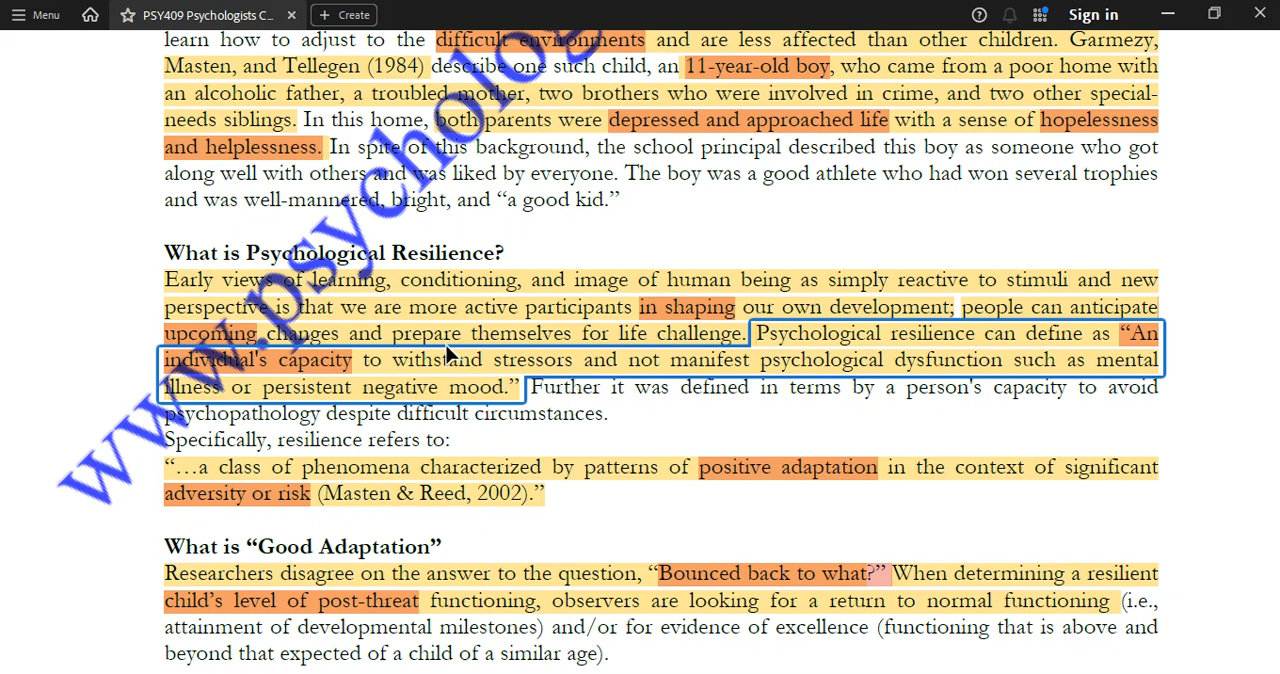 Menu
PSY409 Psychologists C...
Create
Sign in
learn how to adjust to the difficult environments and are less affected than other children. Garmezy,
Masten, and Tellegen (1984) describe one such child, an 11-year-old boy, who came from a poor home with
an alcoholic father, a troubled mother, two brothers who were involved in crime, and two other special-
needs siblings. In this home, both parents were depressed and approached life with a sense of hopelessness
and helplessness. In spite of this background, the school principal described this boy as someone who got
along well with others and was liked by everyone. The boy was a good athlete who had won several trophies
and was well-mannered, bright, and “a good kid.”
What is Psychological Resilience?
Early views of learning, conditioning, and image of human being as simply reactive to stimuli and new
perspective is that we are more active participants in shaping our own development; people can anticipate
upcoming changes and prepare themselves for life challenge. Psychological resilience can define as “An
individual's capacity to withstand stressors and not manifest psychological dysfunction such as mental
illness or persistent negative mood.” Further it was defined in terms by a person's capacity to avoid
psychopathology despite difficult circumstances.
Specifically, resilience refers to:
“…a class of phenomena characterized by patterns of positive adaptation in the context of significant
adversity or risk (Masten & Reed, 2002).”
What is “Good Adaptation”
Researchers disagree on the answer to the question, “Bounced back to what?” When determining a resilient
child’s level of post-threat functioning, observers are looking for a return to normal functioning (i.e.,
attainment of developmental milestones) and/or for evidence of excellence (functioning that is above and
beyond that expected of a child of a similar age).
www.psycholog